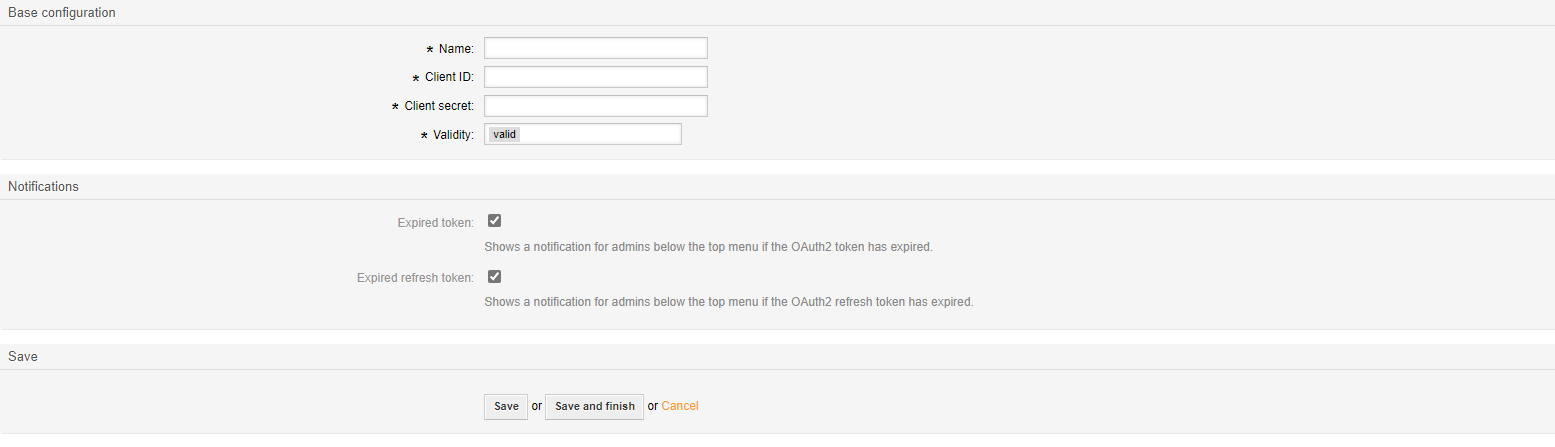 Base configuration
* Name:
* Client ID:
* Client secret:
* Validity: valid
Notifications
Expired token:
Shows a notification for admins below the top menu if the OAuth2 token has expired.
Expired refresh token:
Shows a notification for admins below the top menu if the OAuth2 refresh token has expired.
Save
Save or Save and finish or Cancel